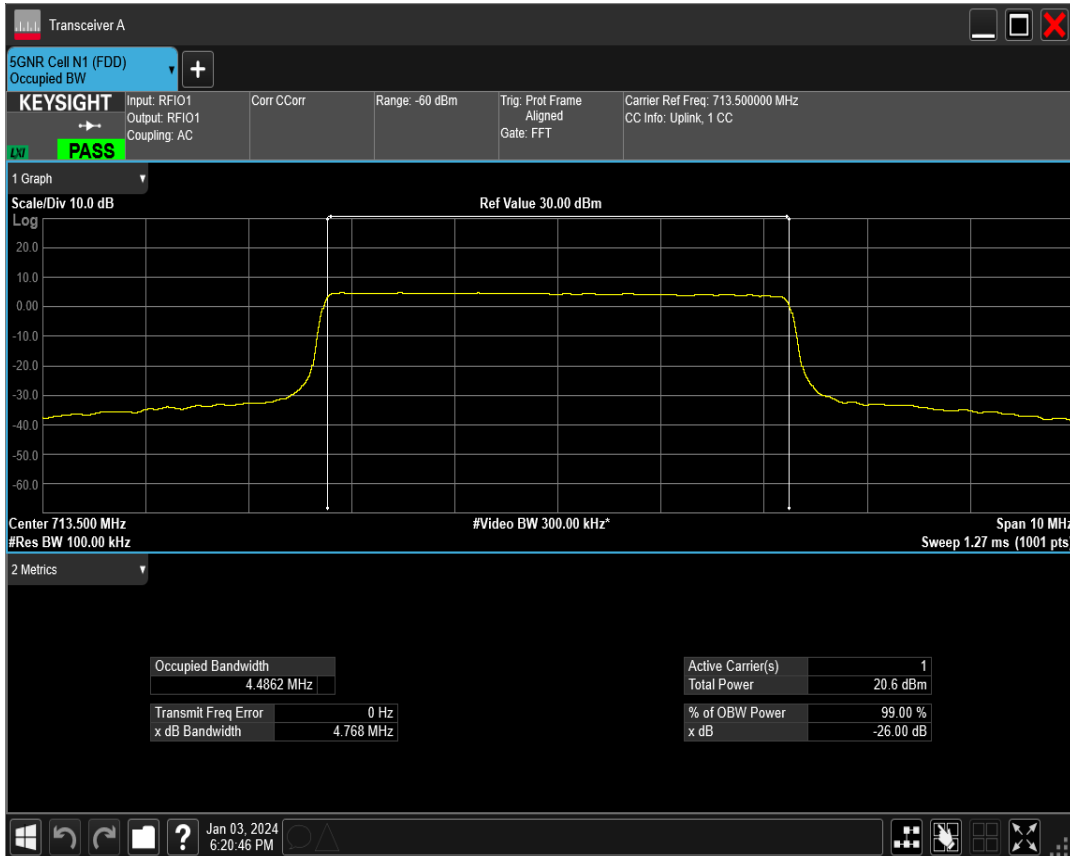 Transceiver A
5GNR Cell N1 (FDD)
Occupied BW
+
KEYSIGHT
LXI
PASS
Input: RFIO1
Output: RFIO1
Coupling: AC
Corr CCorr
Range: -60 dBm
Trig: Prot Frame
Aligned
Gate: FFT
Carrier Ref Freq: 713.500000 MHz
CC Info: Uplink, 1 CC
1 Graph
Scale/Div 10.0 dB
Ref Value 30.00 dBm
Log
20.0
10.0
0.00
-10.0
-20.0
-30.0
-40.0
-50.0
-60.0
Center 713.500 MHz
#Video BW 300.00 kHz*
Span 10 MHz
#Res BW 100.00 kHz
Sweep 1.27 ms (1001 pts)
2 Metrics
Occupied Bandwidth
4.4862 MHz
Transmit Freq Error 0 Hz
x dB Bandwidth 4.768 MHz
Active Carrier(s) 1
Total Power 20.6 dBm
% of OBW Power 99.00 %
x dB -26.00 dB
?
Jan 03, 2024
6:20:46 PM